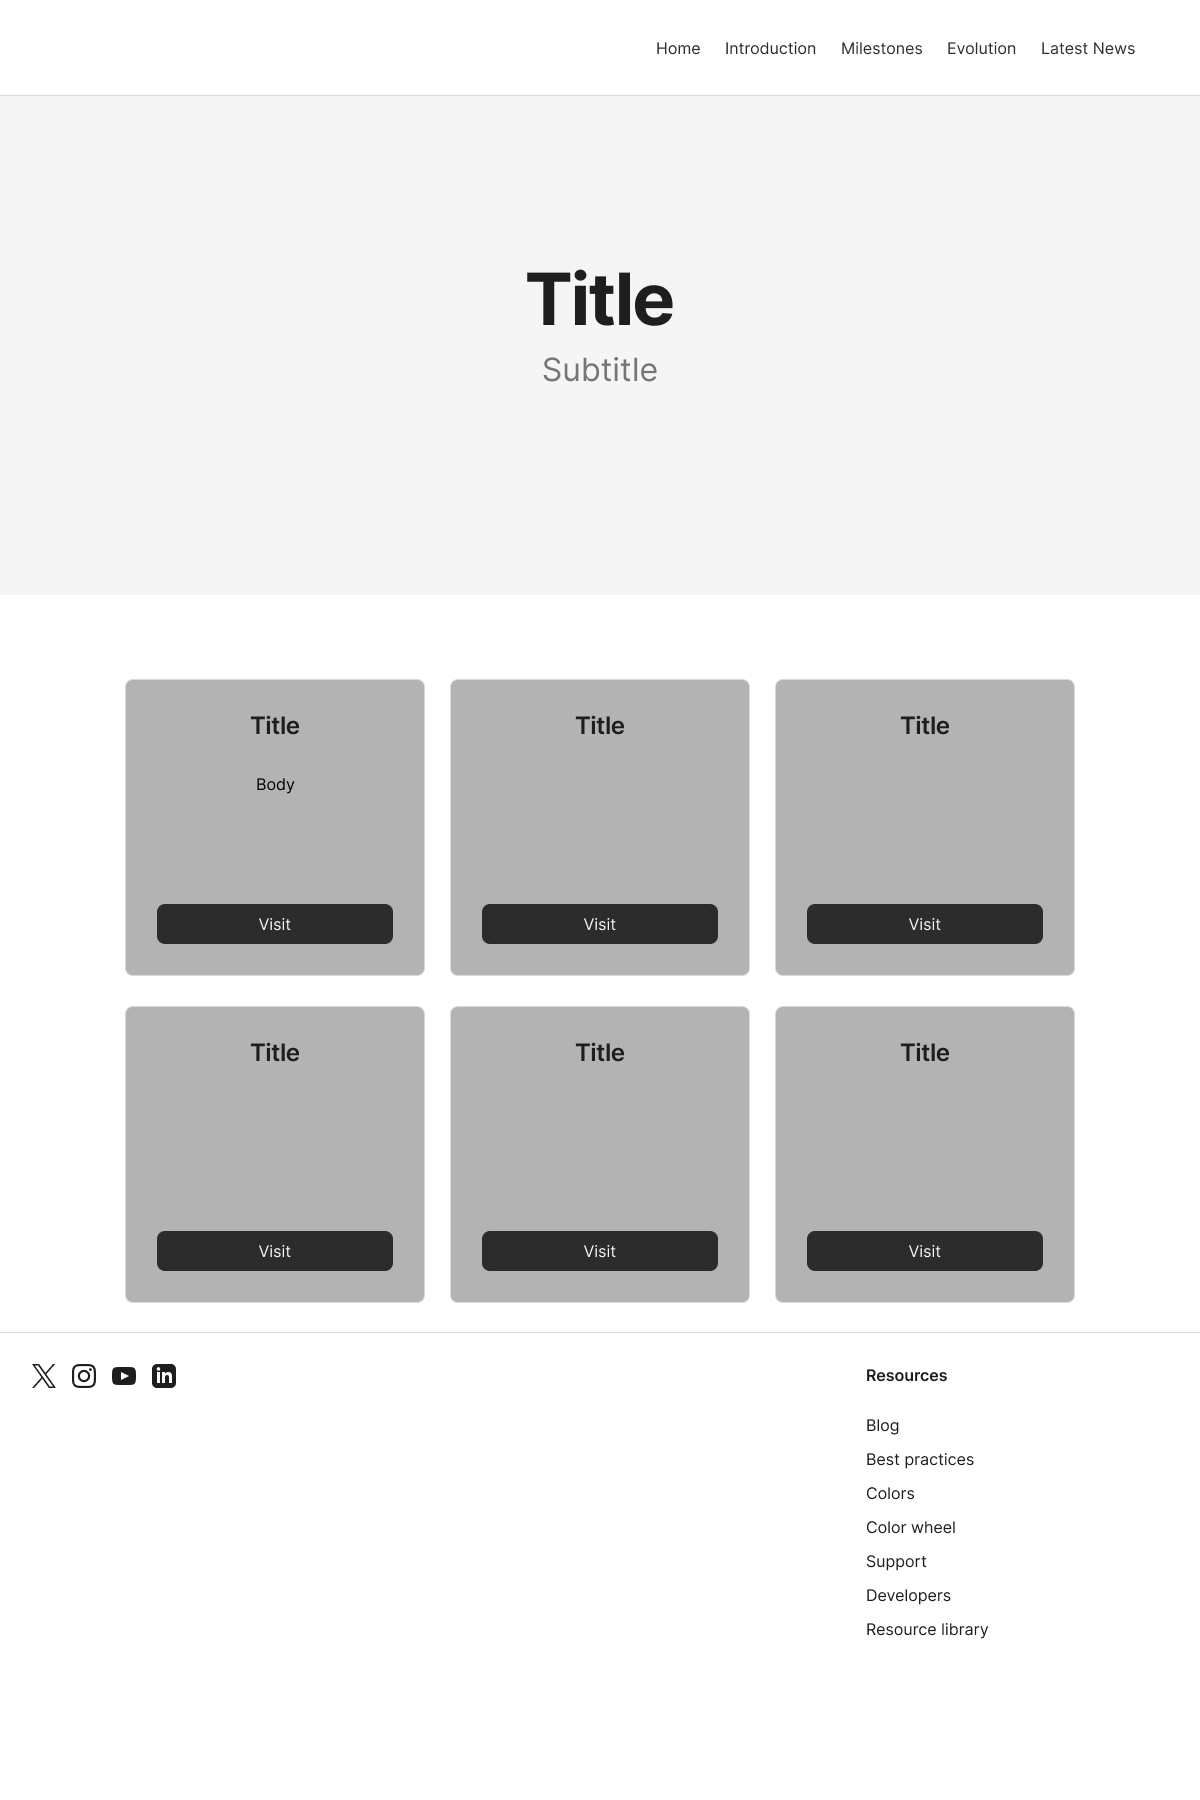 Home Introduction Milestones Evolution Latest News
Title
Subtitle
Title Title Title
Body
Visit Visit Visit
Title Title Title
Visit Visit Visit
Resources
Blog
Best practices
Colors
Color wheel
Support
Developers
Resource library